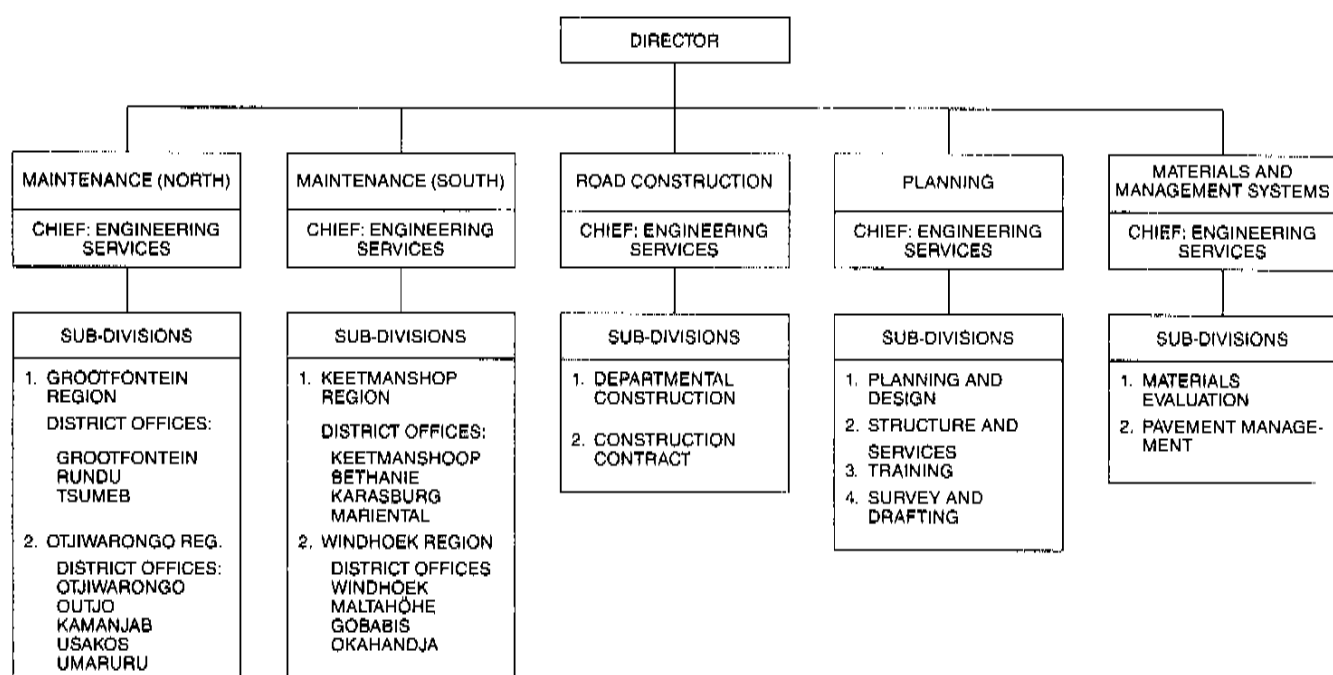 DIRECTOR
MAINTENANCE (NORTH)
CHIEF: ENGINEERING
SERVICES
SUB-DIVISIONS
1. GROOTFONTEIN
REGION
DISTRICT OFFICES:
GROOTFONTEIN
RUNDU
TSUMEB
2. OTJIWARONGO REG.
DISTRICT OFFICES:
OTJIWARONGO
OUTJO
KAMANJAB
USAKOS
UMARURU
MAINTENANCE (SOUTH)
CHIEF: ENGINEERING
SERVICES
SUB-DIVISIONS
1. KEETMANSHOP
REGION
DISTRICT OFFICES:
KEETMANSHOOP
BETHANIE
KARASBURG
MARIENTAL
2. WINDHOEK REGION
DISTRICT OFFICES
WINDHOEK
MALTAHÖHE
GOBABIS
OKAHANDJA
ROAD CONSTRUCTION
CHIEF: ENGINEERING
SERVICES
SUB-DIVISIONS
1. DEPARTMENTAL
CONSTRUCTION
2. CONSTRUCTION
CONTRACT
PLANNING
CHIEF: ENGINEERING
SERVICES
SUB-DIVISIONS
1. PLANNING AND
DESIGN
2. STRUCTURE AND
SERVICES
3. TRAINING
4. SURVEY AND
DRAFTING
MATERIALS AND
MANAGEMENT SYSTEMS
CHIEF: ENGINEERING
SERVICES
SUB-DIVISIONS
1. MATERIALS
EVALUATION
2. PAVEMENT MANAGE-
MENT